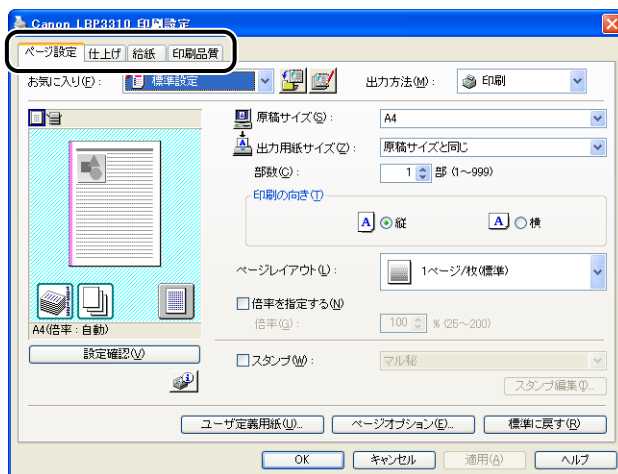 Canon LBP3310 印刷設定
ページ設定 仕上げ 給紙 印刷品質
お気に入り(F): 標準設定 出力方法(M): 印刷
原稿サイズ(S): A4
出力用紙サイズ(Z): 原稿サイズと同じ
部数(C): 1 部 (1～999)
印刷の向き(T)
A 縦 A 横
ページレイアウト(L): 1ページ/枚(標準)
倍率を指定する(N)
倍率(G): 100 % (25～200)
A4(倍率:自動)
設定確認(V)
スタンプ(W): マル秘
スタンプ編集(I)...
ユーザ定義用紙(U)... ページオプション(E)... 標準に戻す(R)
OK キャンセル 適用(A) ヘルプ